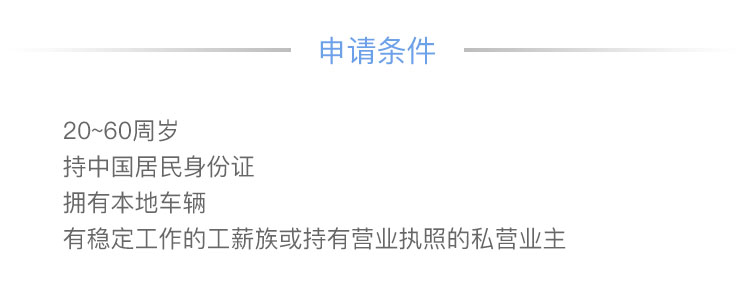 申请条件
20~60周岁
持中国居民身份证
拥有本地车辆
有稳定工作的工薪族或持有营业执照的私营业主